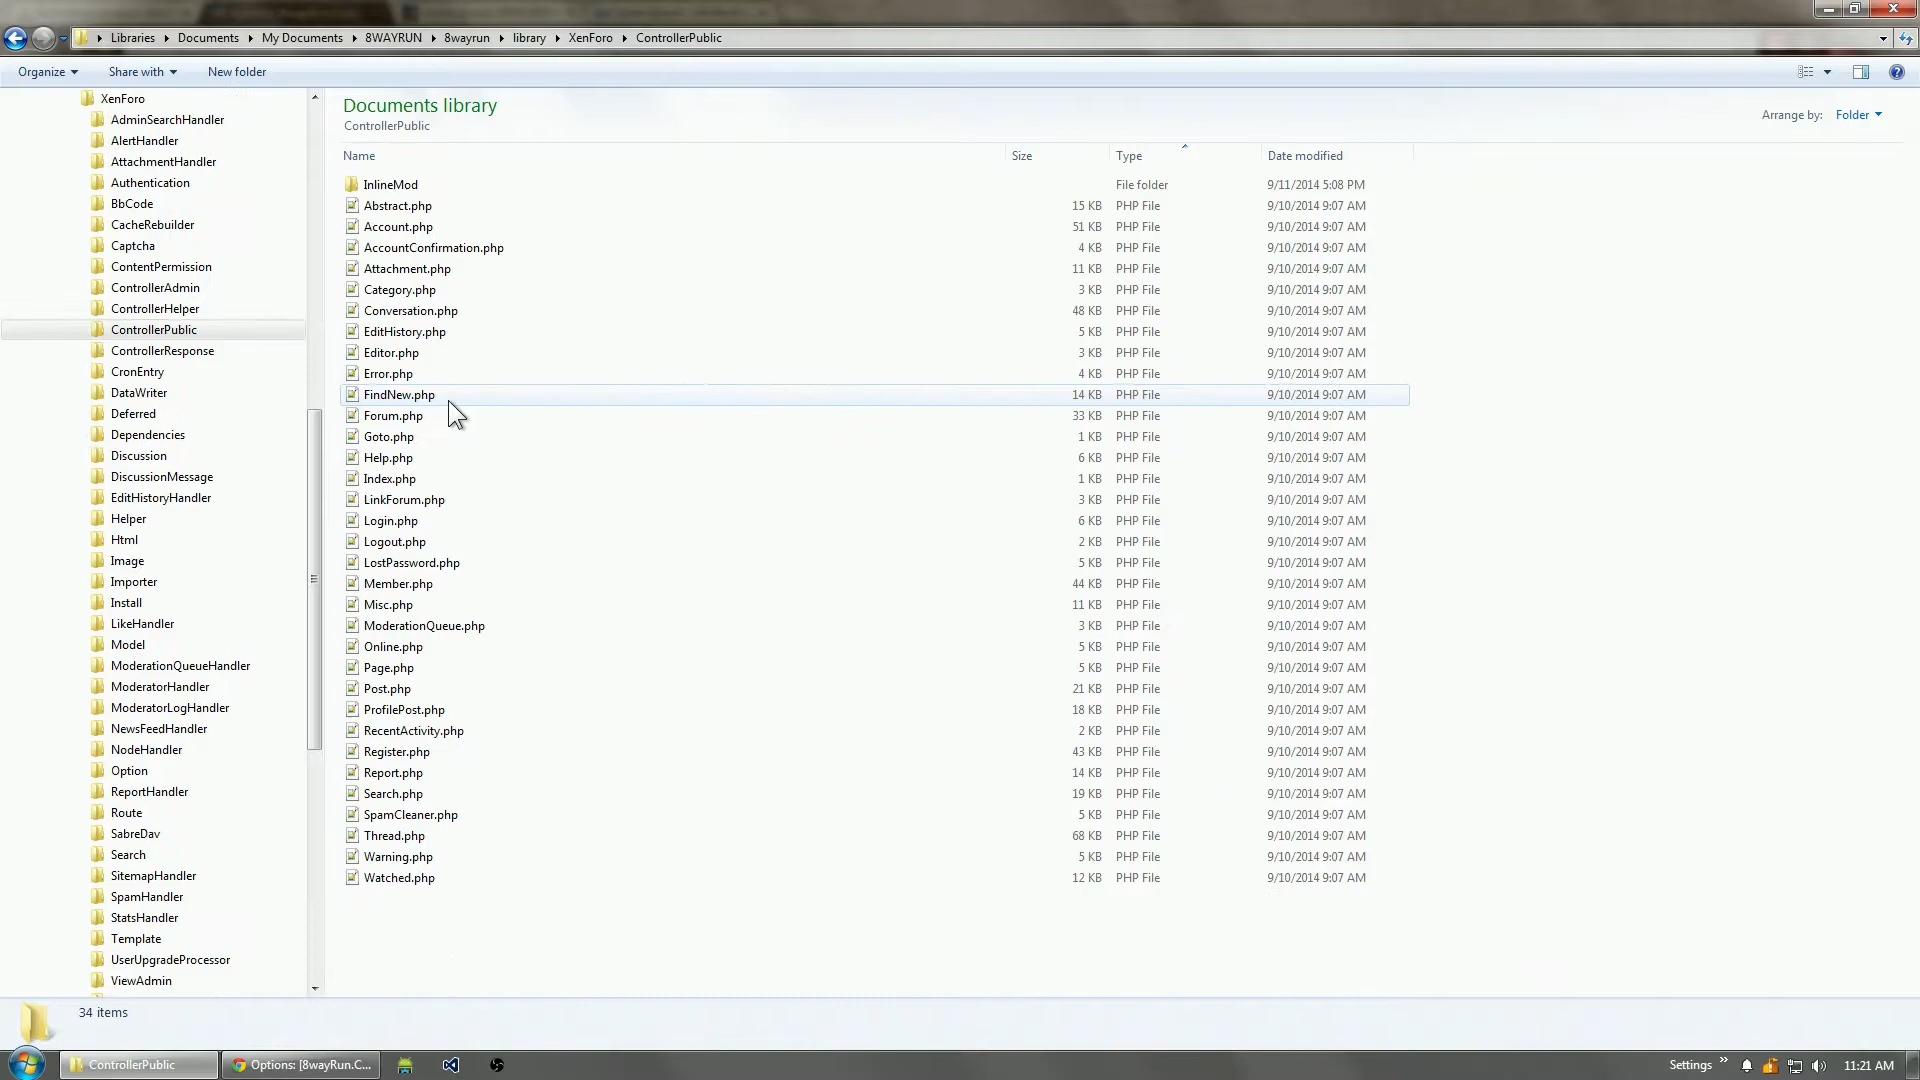 Libraries Documents My Documents 8WAYRUN 8wayrun library XenForo ControllerPublic
Organize Share with New folder
XenForo
AdminSearchHandler
AlertHandler
AttachmentHandler
Authentication
BbCode
CacheRebuilder
Captcha
ContentPermission
ControllerAdmin
ControllerHelper
ControllerPublic
ControllerResponse
CronEntry
DataWriter
Deferred
Dependencies
Discussion
DiscussionMessage
EditHistoryHandler
Helper
Html
Image
Importer
Install
LikeHandler
Model
ModerationQueueHandler
ModeratorHandler
ModeratorLogHandler
NewsFeedHandler
NodeHandler
Option
ReportHandler
Route
SabreDav
Search
SitemapHandler
SpamHandler
StatsHandler
Template
UserUpgradeProcessor
ViewAdmin
Documents library
ControllerPublic
Arrange by: Folder
Name Size Type Date modified
InlineMod File folder 9/11/2014 5:08 PM
Abstract.php 15 KB PHP File 9/10/2014 9:07 AM
Account.php 51 KB PHP File 9/10/2014 9:07 AM
AccountConfirmation.php 4 KB PHP File 9/10/2014 9:07 AM
Attachment.php 11 KB PHP File 9/10/2014 9:07 AM
Category.php 3 KB PHP File 9/10/2014 9:07 AM
Conversation.php 48 KB PHP File 9/10/2014 9:07 AM
EditHistory.php 5 KB PHP File 9/10/2014 9:07 AM
Editor.php 3 KB PHP File 9/10/2014 9:07 AM
Error.php 4 KB PHP File 9/10/2014 9:07 AM
FindNew.php 14 KB PHP File 9/10/2014 9:07 AM
Forum.php 33 KB PHP File 9/10/2014 9:07 AM
Goto.php 1 KB PHP File 9/10/2014 9:07 AM
Help.php 6 KB PHP File 9/10/2014 9:07 AM
Index.php 1 KB PHP File 9/10/2014 9:07 AM
LinkForum.php 3 KB PHP File 9/10/2014 9:07 AM
Login.php 6 KB PHP File 9/10/2014 9:07 AM
Logout.php 2 KB PHP File 9/10/2014 9:07 AM
LostPassword.php 5 KB PHP File 9/10/2014 9:07 AM
Member.php 44 KB PHP File 9/10/2014 9:07 AM
Misc.php 11 KB PHP File 9/10/2014 9:07 AM
ModerationQueue.php 3 KB PHP File 9/10/2014 9:07 AM
Online.php 5 KB PHP File 9/10/2014 9:07 AM
Page.php 5 KB PHP File 9/10/2014 9:07 AM
Post.php 21 KB PHP File 9/10/2014 9:07 AM
ProfilePost.php 18 KB PHP File 9/10/2014 9:07 AM
RecentActivity.php 2 KB PHP File 9/10/2014 9:07 AM
Register.php 43 KB PHP File 9/10/2014 9:07 AM
Report.php 14 KB PHP File 9/10/2014 9:07 AM
Search.php 19 KB PHP File 9/10/2014 9:07 AM
SpamCleaner.php 5 KB PHP File 9/10/2014 9:07 AM
Thread.php 68 KB PHP File 9/10/2014 9:07 AM
Warning.php 5 KB PHP File 9/10/2014 9:07 AM
Watched.php 12 KB PHP File 9/10/2014 9:07 AM
34 items
ControllerPublic Options: [8wayRun.C... Settings 11:21 AM